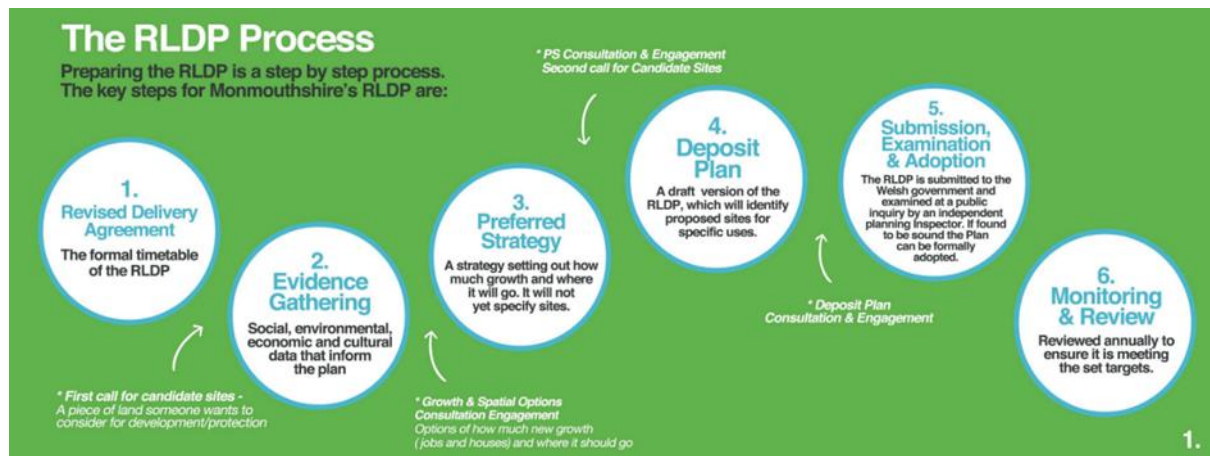 The RLDP Process
Preparing the RLDP is a step by step process.
The key steps for Monmouthshire's RLDP are:
1.
Revised Delivery
Agreement
The formal timetable
of the RLDP
* First call for candidate sites -
A piece of land someone wants to
consider for development/protection
2.
Evidence
Gathering
Social, environmental,
economic and cultural
data that inform
the plan
* Growth & Spatial Options
Consultation Engagement
Options of how much new growth
(jobs and houses) and where it should go
3.
Preferred
Strategy
A strategy setting out how
much growth and where
it will go. It will not
yet specify sites.
* PS Consultation & Engagement
Second call for Candidate Sites
4.
Deposit
Plan
A draft version of the
RLDP, which will identify
proposed sites for
specific uses.
* Deposit Plan
Consultation & Engagement
5.
Submission,
Examination
& Adoption
The RLDP is submitted to the
Welsh government and
examined at a public
inquiry by an independent
planning inspector. If found
to be sound the Plan
can be formally
adopted.
6.
Monitoring
& Review
Reviewed annually to
ensure it is meeting
the set targets.
1.